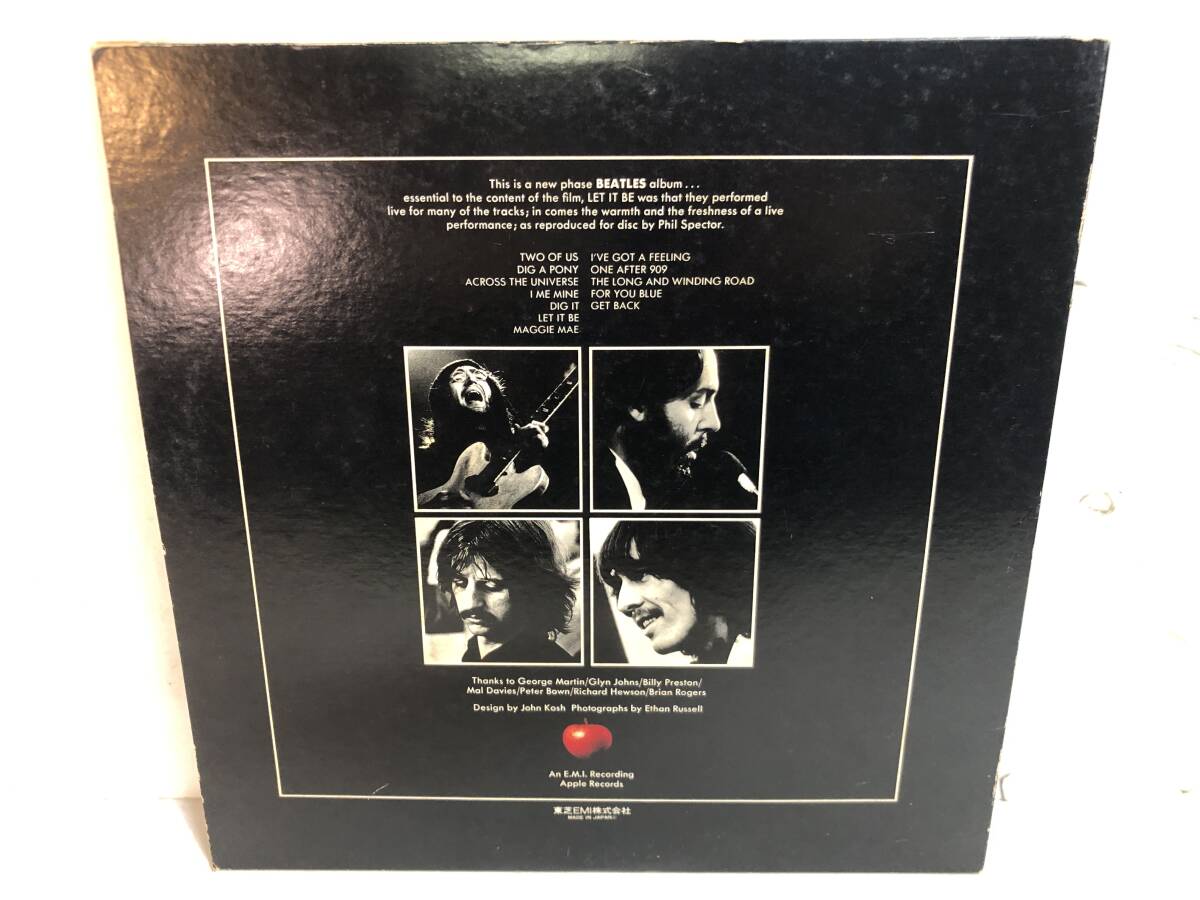 This is a new phase BEATLES album . . .
essential to the content of the film, LET IT BE was that they performed
live for many of the tracks; in comes the warmth and the freshness of a live
performance; as reproduced for disc by Phil Spector.
TWO OF US
DIG A PONY
ACROSS THE UNIVERSE
I ME MINE
DIG IT
LET IT BE
MAGGIE MAE
I'VE GOT A FEELING
ONE AFTER 909
THE LONG AND WINDING ROAD
FOR YOU BLUE
GET BACK
Thanks to George Martin/Glyn Johns/Billy Preston/
Mal Davies/Peter Bown/Richard Hewson/Brian Rogers
Design by John Kosh Photographs by Ethan Russell
An E.M.I. Recording
Apple Records
東芝EMI株式会社
MADE IN JAPAN